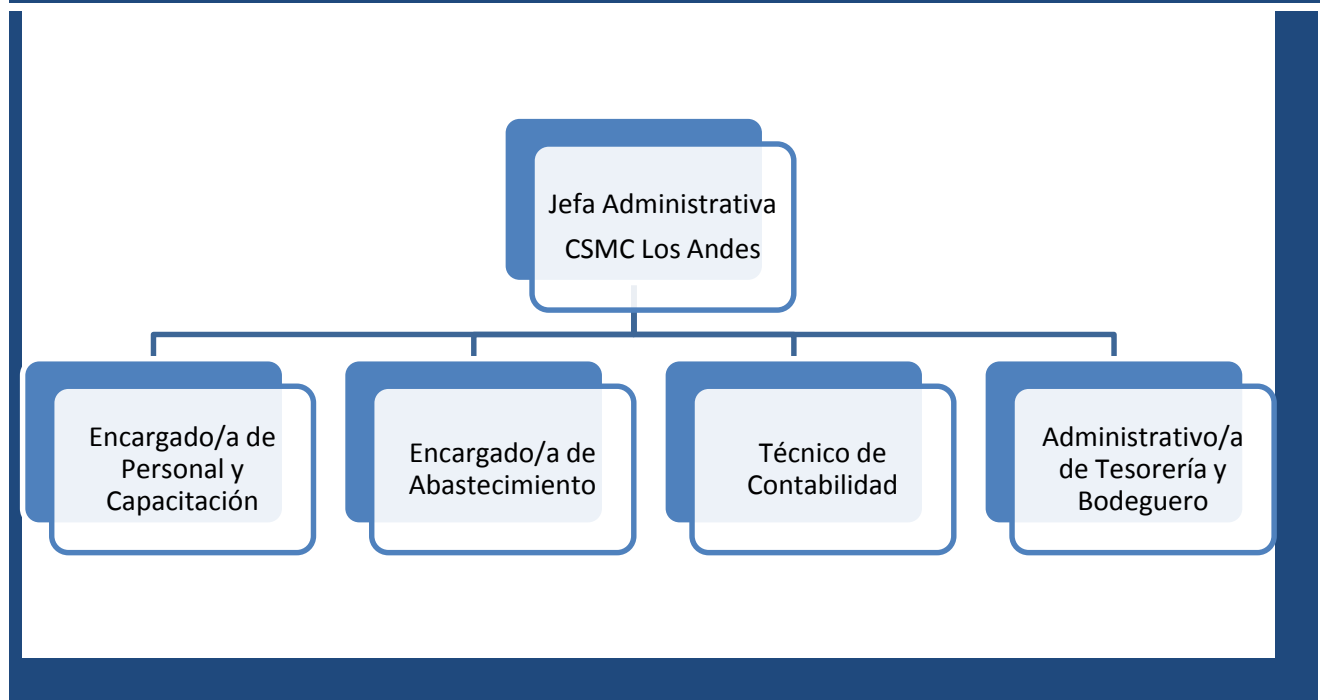 Jefa Administrativa
CSMC Los Andes
Encargado/a de
Personal y
Capacitación
Encargado/a de
Abastecimiento
Técnico de
Contabilidad
Administrativo/a
de Tesorería y
Bodeguero